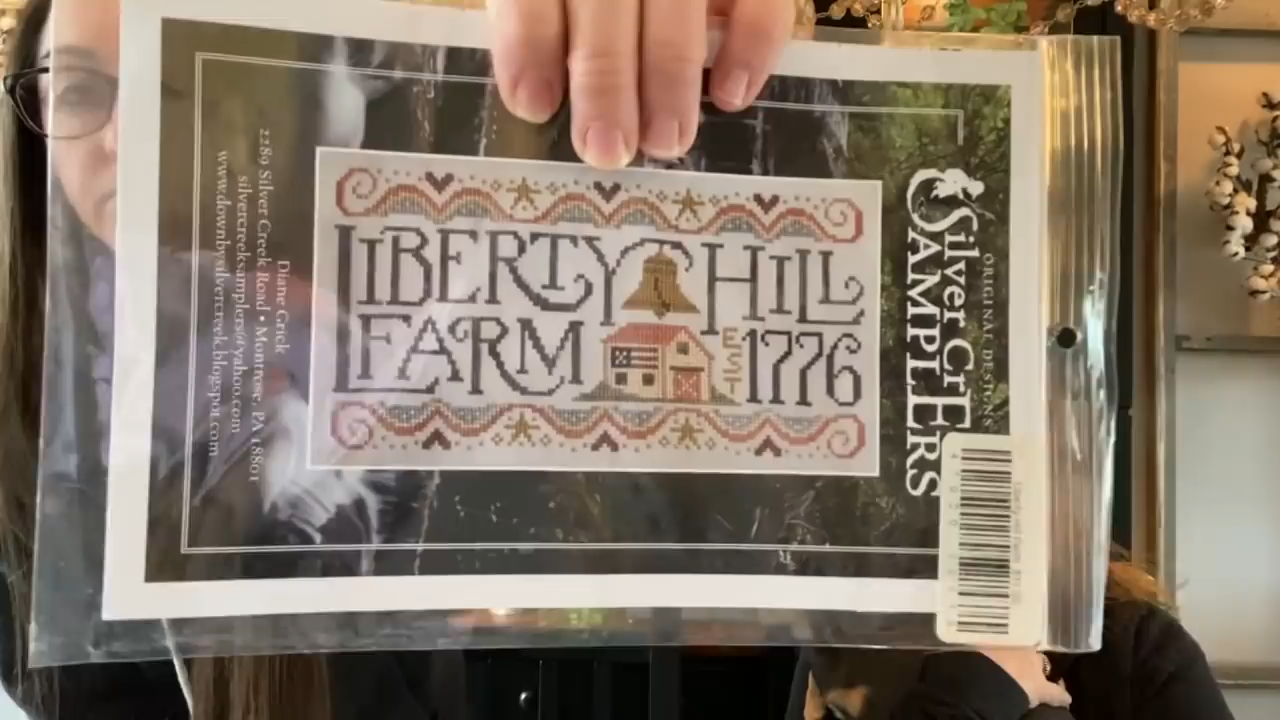 LIBERTY HILL
FARM EST 1776
ORIGINAL DESIGNS
Silver Cr
SAMPLERS
Diane Grick
2289 Silver Creek Road • Montrose, PA 18801
silvercreeksamplers@yahoo.com
www.downbysilvercreek.blogspot.com